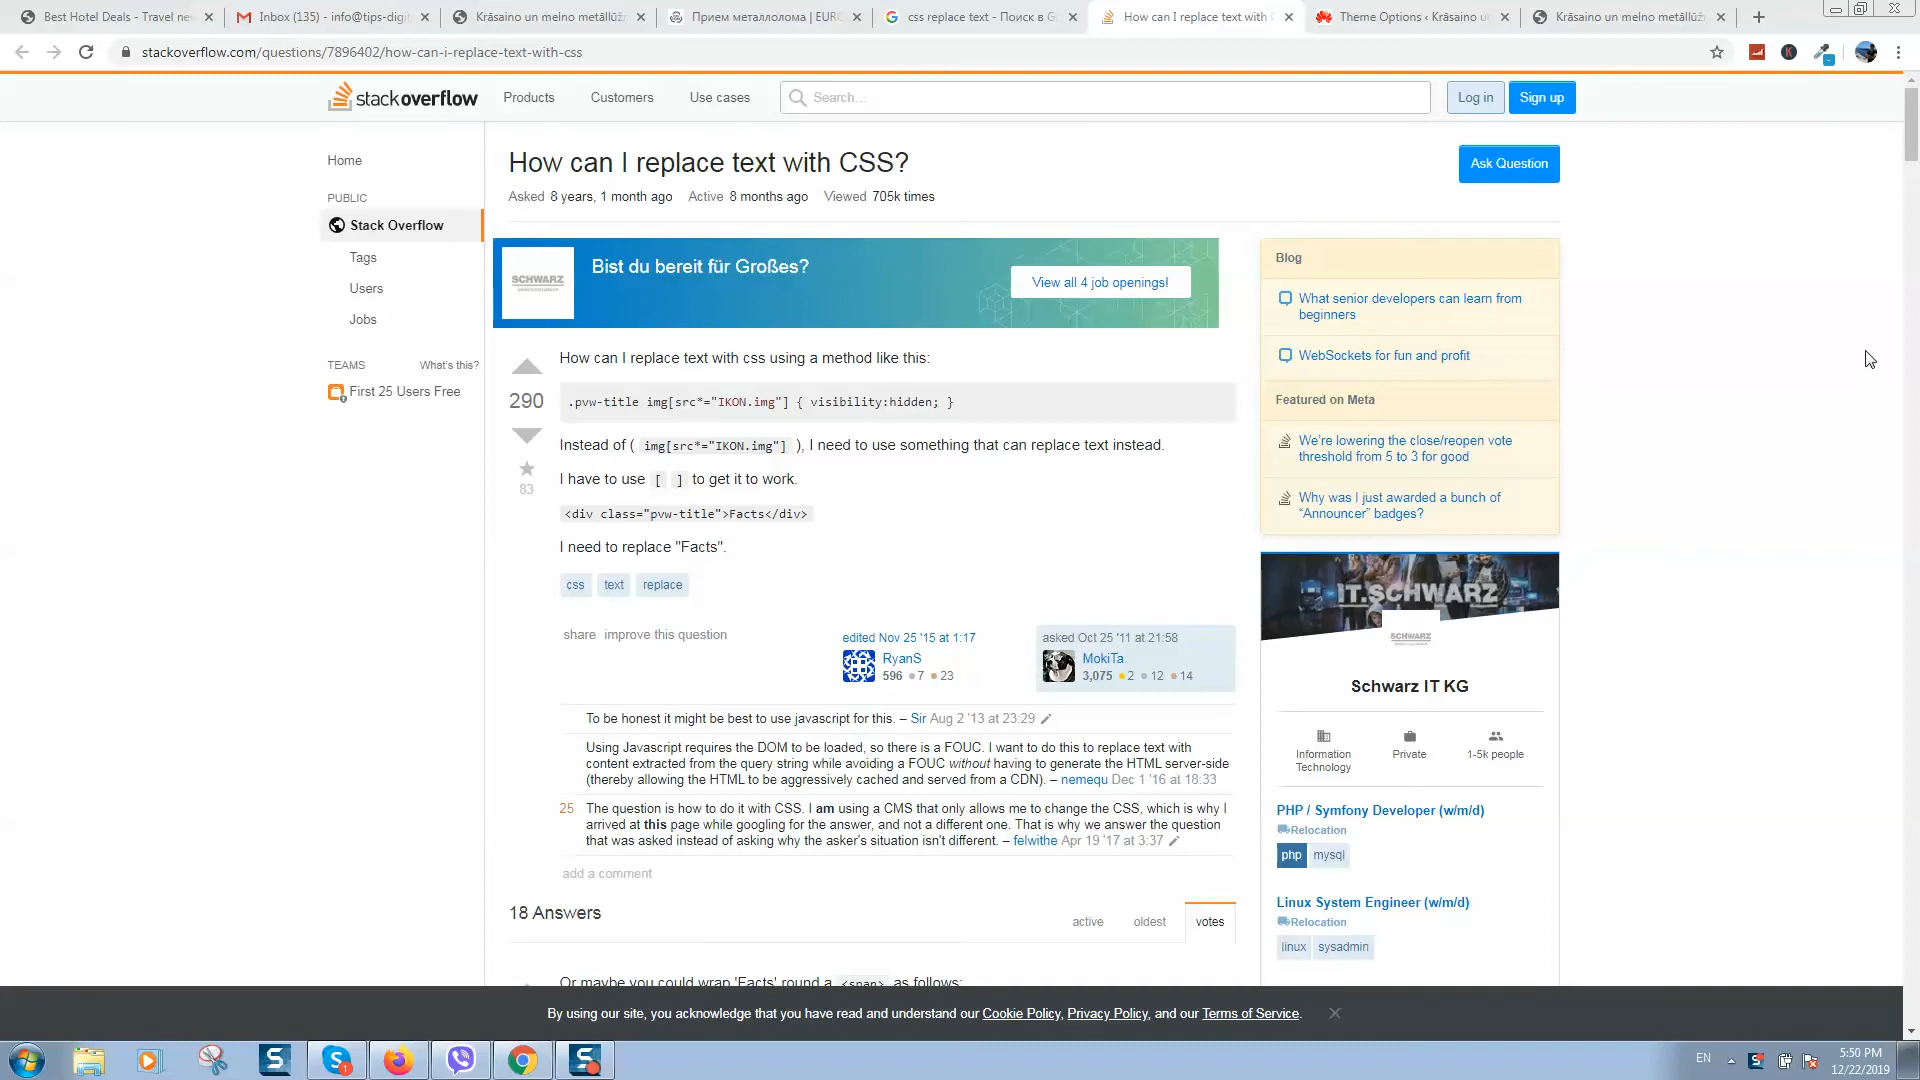 Best Hotel Deals - Travel ne
Inbox (135) - info@tips-digi
Krāsaino un melno metāllūž
Прием металлолома | EURO
css replace text - Поиск в G
How can I replace text with C
Theme Options ‹ Krāsaino un
Krāsaino un melno metāllūž
stackoverflow.com/questions/7896402/how-can-i-replace-text-with-css
stackoverflow
Products
Customers
Use cases
Search...
Log in
Sign up
Home
PUBLIC
Stack Overflow
Tags
Users
Jobs
TEAMS
What's this?
First 25 Users Free
How can I replace text with CSS?
Ask Question
Asked 8 years, 1 month ago Active 8 months ago Viewed 705k times
SCHWARZ
Bist du bereit für Großes?
View all 4 job openings!
290
83
How can I replace text with css using a method like this:
.pvw-title img[src*="IKON.img"] { visibility:hidden; }
Instead of ( img[src*="IKON.img"] ), I need to use something that can replace text instead.
I have to use [ ] to get it to work.
<div class="pvw-title">Facts</div>
I need to replace "Facts".
css text replace
share improve this question
edited Nov 25 '15 at 1:17
RyanS
596 7 23
asked Oct 25 '11 at 21:58
MokiTa
3,075 2 12 14
To be honest it might be best to use javascript for this. – Sir Aug 2 '13 at 23:29
Using Javascript requires the DOM to be loaded, so there is a FOUC. I want to do this to replace text with
content extracted from the query string while avoiding a FOUC without having to generate the HTML server-side
(thereby allowing the HTML to be aggressively cached and served from a CDN). – nemequ Dec 1 '16 at 18:33
25 The question is how to do it with CSS. I am using a CMS that only allows me to change the CSS, which is why I
arrived at this page while googling for the answer, and not a different one. That is why we answer the question
that was asked instead of asking why the asker's situation isn't different. – felwithe Apr 19 '17 at 3:37
add a comment
18 Answers
active
oldest
votes
Or maybe you could wrap 'Facts' round a <span> as follows:
Blog
What senior developers can learn from
beginners
WebSockets for fun and profit
Featured on Meta
We're lowering the close/reopen vote
threshold from 5 to 3 for good
Why was I just awarded a bunch of
"Announcer" badges?
IT.SCHWARZ
SCHWARZ
Schwarz IT KG
Information
Technology
Private
1-5k people
PHP / Symfony Developer (w/m/d)
Relocation
php mysql
Linux System Engineer (w/m/d)
Relocation
linux sysadmin
By using our site, you acknowledge that you have read and understand our Cookie Policy, Privacy Policy, and our Terms of Service.
EN
5:50 PM
12/22/2019